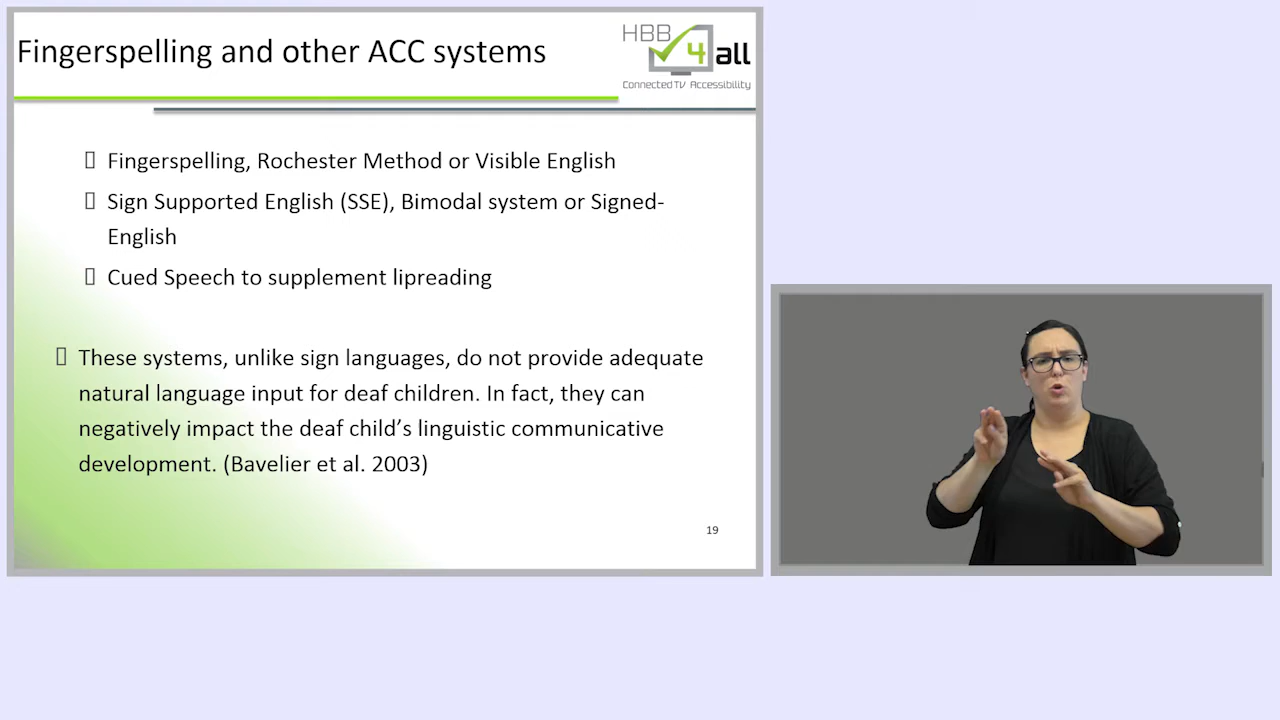 Fingerspelling and other ACC systems
HBB
4all
Connected TV Accessibility
Fingerspelling, Rochester Method or Visible English
Sign Supported English (SSE), Bimodal system or Signed-
English
Cued Speech to supplement lipreading
These systems, unlike sign languages, do not provide adequate
natural language input for deaf children. In fact, they can
negatively impact the deaf child’s linguistic communicative
development. (Bavelier et al. 2003)
19